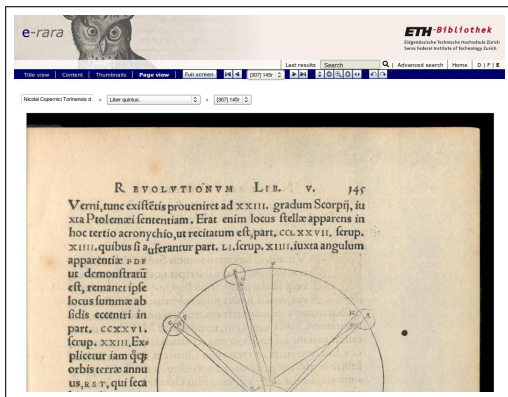 e-rara
ETH-Bibliothek
Eidgenössische Technische Hochschule Zürich
Swiss Federal Institute of Technology Zurich
Last results Search Advanced search Home D | F | E
Title view Content Thumbnails Page view Full screen [307] 145r
Nicolai Copernici Torinensis d › Liber quintus. › [307] 145r
REVOLVTIONVM LIB. V. 145
Verni, tunc exiſtẽtis proueniret ad XXIII. gradum Scorpij, iu
xta Ptolemæi ſententiam. Erat enim locus ſtellæ apparens in
hoc tertio acronychio, ut recitatum eſt, part. CCLXXVII. ſcrup.
XIIII. quibus ſi auferantur part. LI. ſcrup. XIIII. iuxta angulum
apparentiæ PDF
ut demonſtratũ
eſt, remanet ipſe
locus ſummæ ab
ſidis eccentri in
part. CCXXVI.
ſcrup. XXIII. Ex=
plicetur iam q̃q;
orbis terræ annu
us, RST, qui ſeca